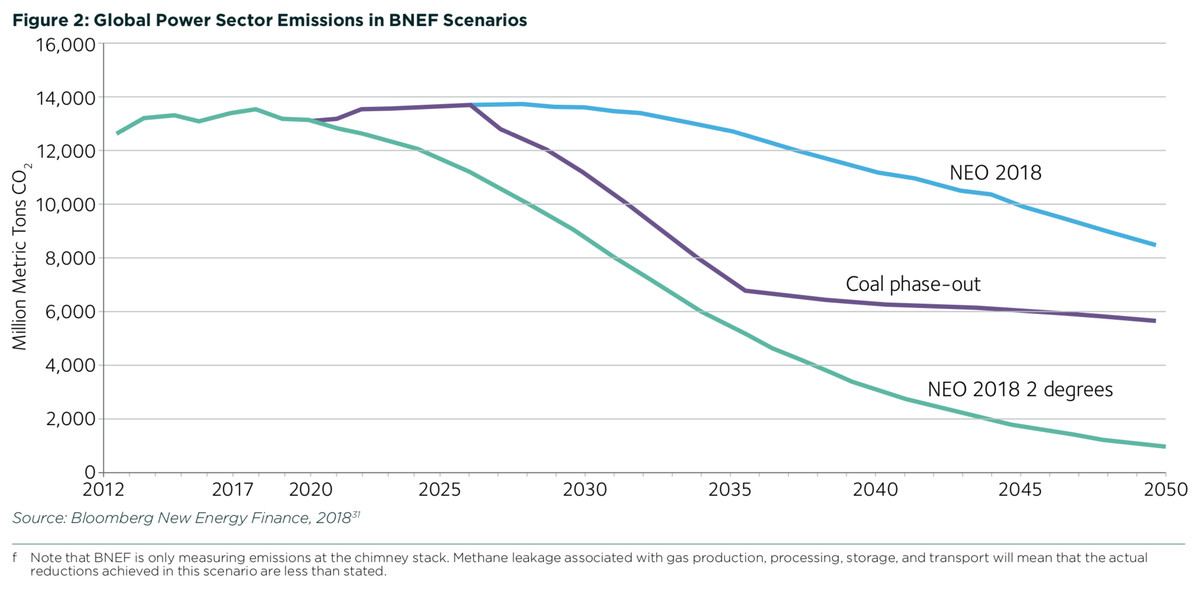 Figure 2: Global Power Sector Emissions in BNEF Scenarios
Million Metric Tons CO₂
16,000
14,000
12,000
10,000
8,000
6,000
4,000
2,000
0
NEO 2018
Coal phase-out
NEO 2018 2 degrees
2012 2017 2020 2025 2030 2035 2040 2045 2050
Source: Bloomberg New Energy Finance, 2018³¹
f Note that BNEF is only measuring emissions at the chimney stack. Methane leakage associated with gas production, processing, storage, and transport will mean that the actual
reductions achieved in this scenario are less than stated.